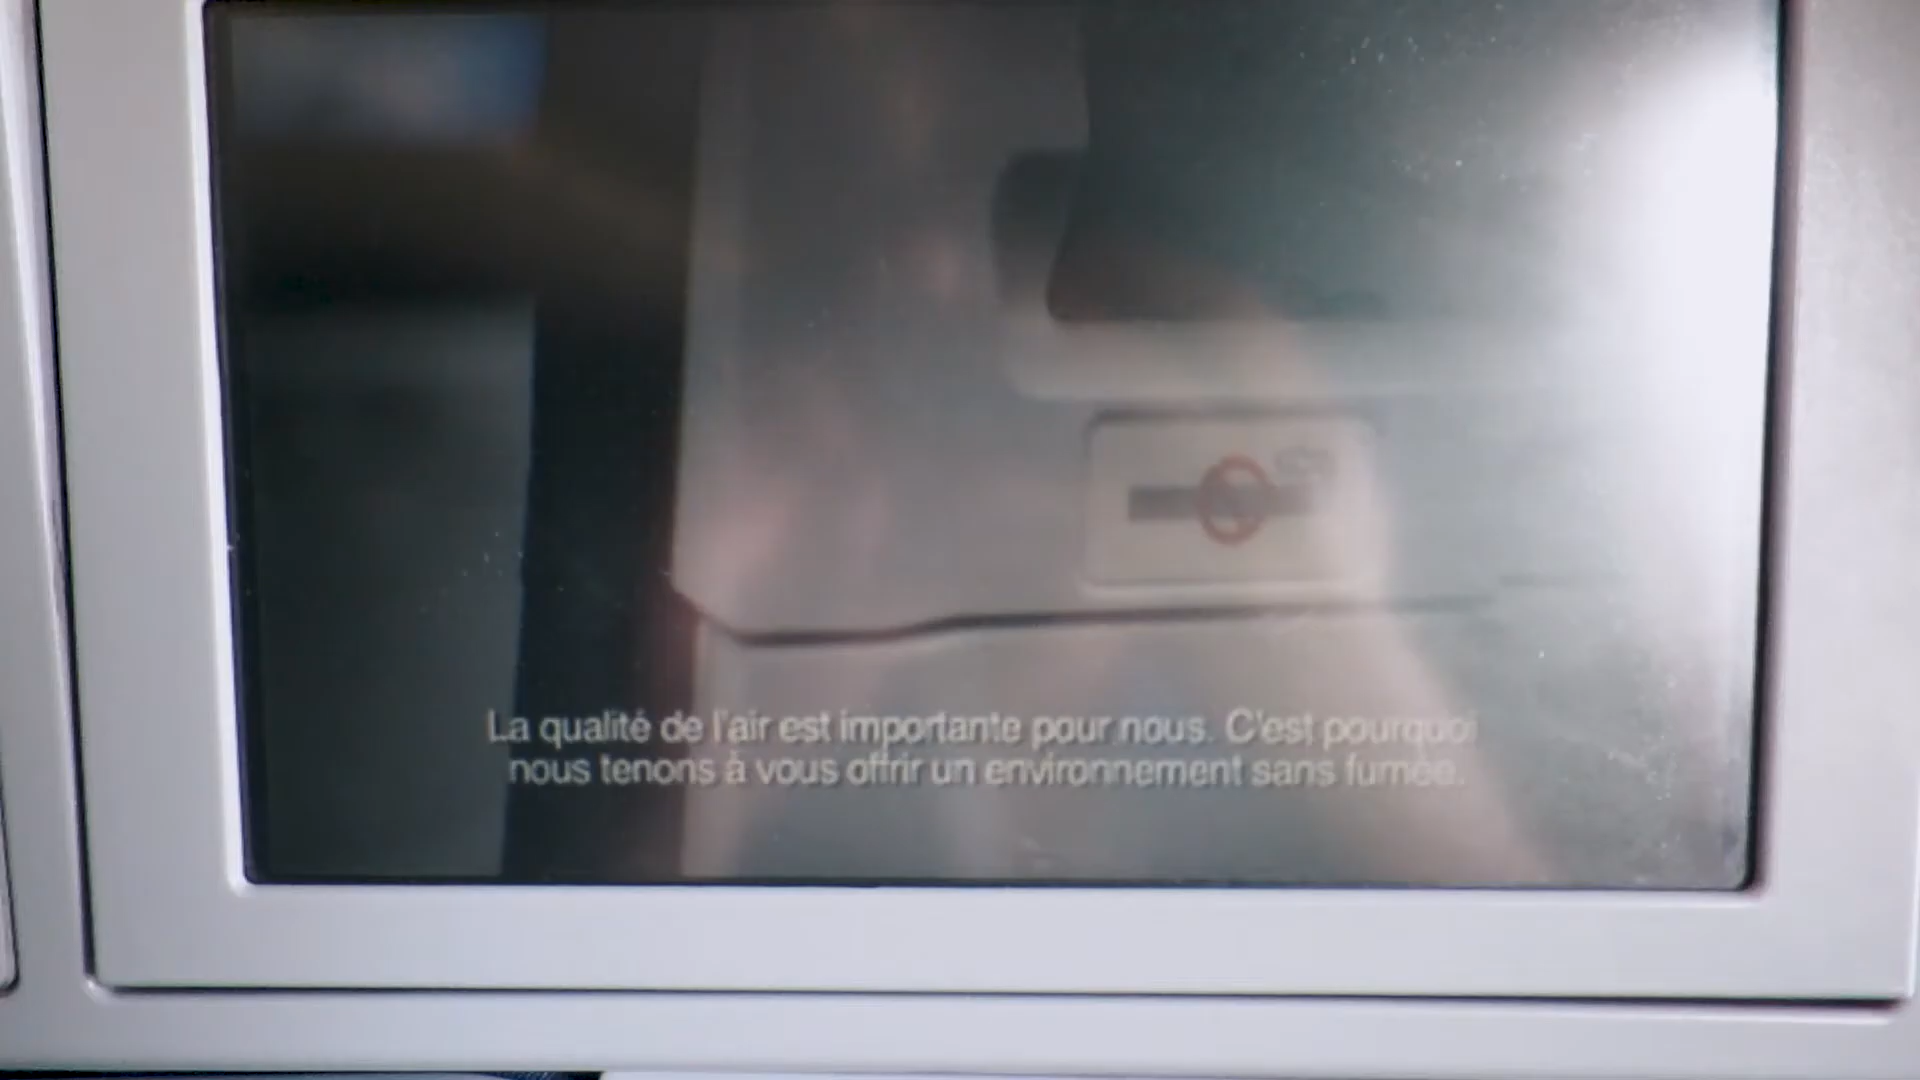 La qualité de l'air est importante pour nous. C'est pourquoi
nous tenons à vous offrir un environnement sans fumée.